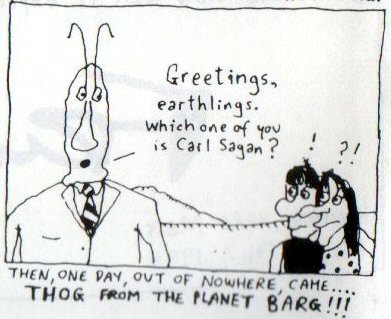 Greetings,
earthlings.
Which one of you
is Carl Sagan?
!
?!
THEN, ONE DAY, OUT OF NOWHERE, CAME....
THOG FROM THE PLANET BARG!!!